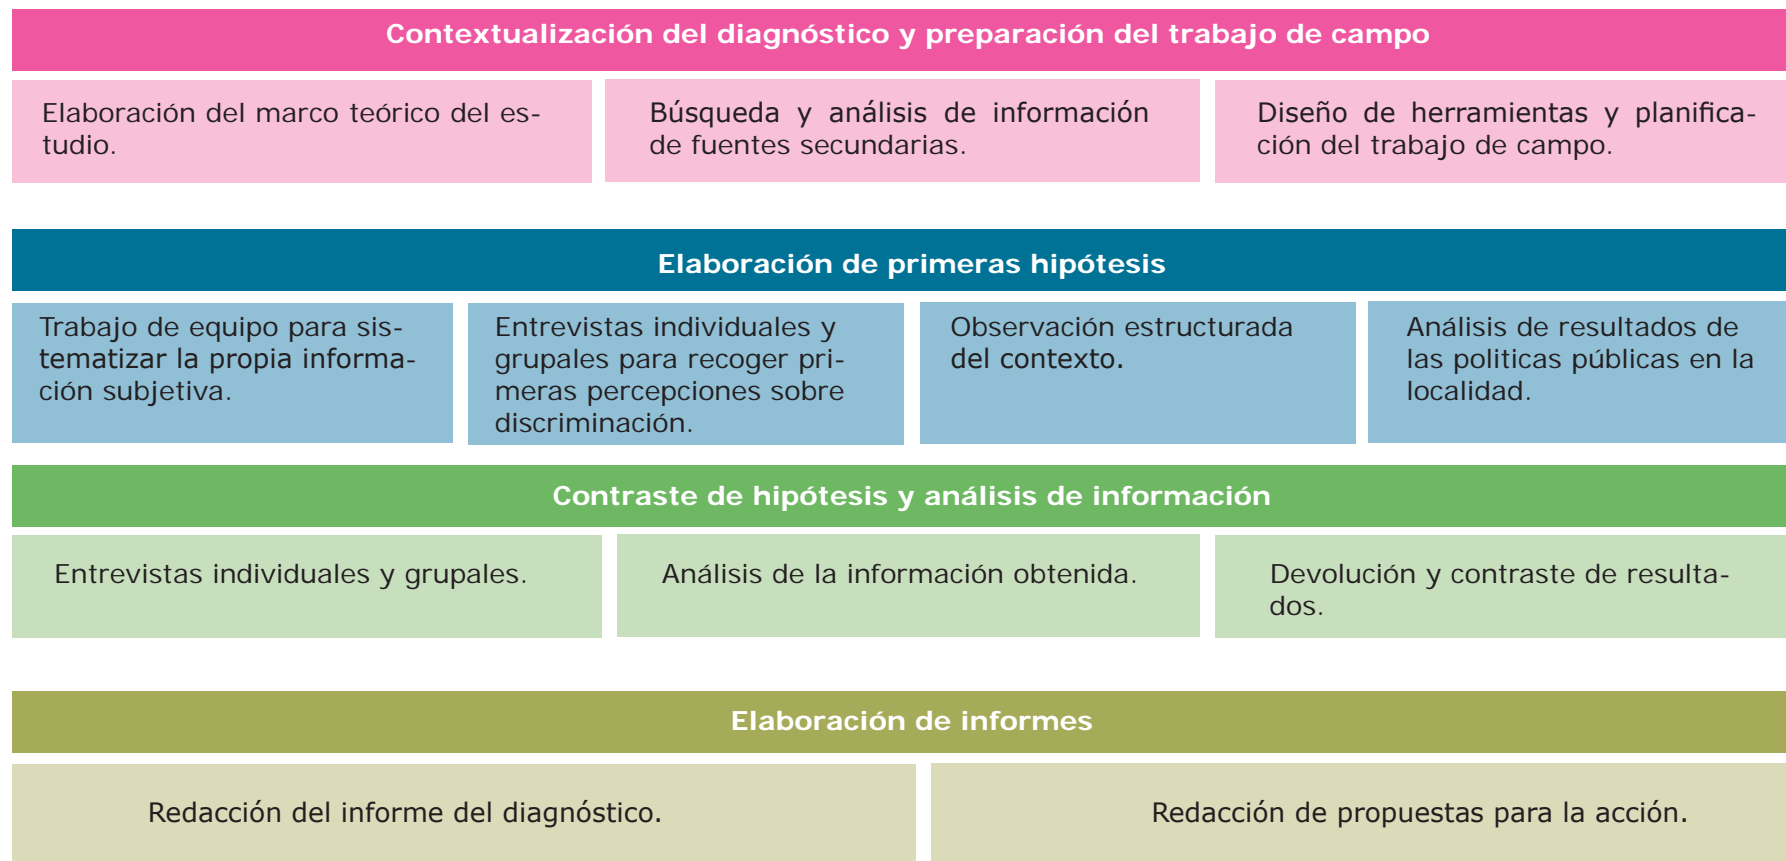 Contextualización del diagnóstico y preparación del trabajo de campo
Elaboración del marco teórico del es-
tudio.
Búsqueda y análisis de información
de fuentes secundarias.
Diseño de herramientas y planifica-
ción del trabajo de campo.
Elaboración de primeras hipótesis
Trabajo de equipo para sis-
tematizar la propia informa-
ción subjetiva.
Entrevistas individuales y
grupales para recoger pri-
meras percepciones sobre
discriminación.
Observación estructurada
del contexto.
Análisis de resultados de
las politicas públicas en la
localidad.
Contraste de hipótesis y análisis de información
Entrevistas individuales y grupales.
Análisis de la información obtenida.
Devolución y contraste de resulta-
dos.
Elaboración de informes
Redacción del informe del diagnóstico.
Redacción de propuestas para la acción.